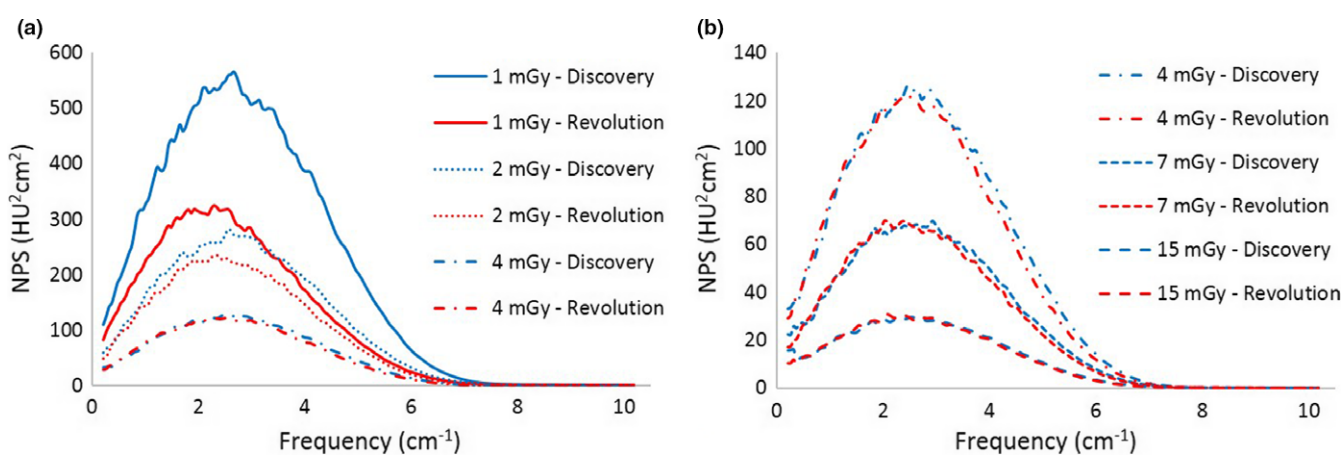 (a)
NPS (HU²cm²)
600
500
400
300
200
100
0
0 2 4 6 8 10
Frequency (cm⁻¹)
1 mGy - Discovery
1 mGy - Revolution
2 mGy - Discovery
2 mGy - Revolution
4 mGy - Discovery
4 mGy - Revolution
(b)
NPS (HU²cm²)
140
120
100
80
60
40
20
0
0 2 4 6 8 10
Frequency (cm⁻¹)
4 mGy - Discovery
4 mGy - Revolution
7 mGy - Discovery
7 mGy - Revolution
15 mGy - Discovery
15 mGy - Revolution